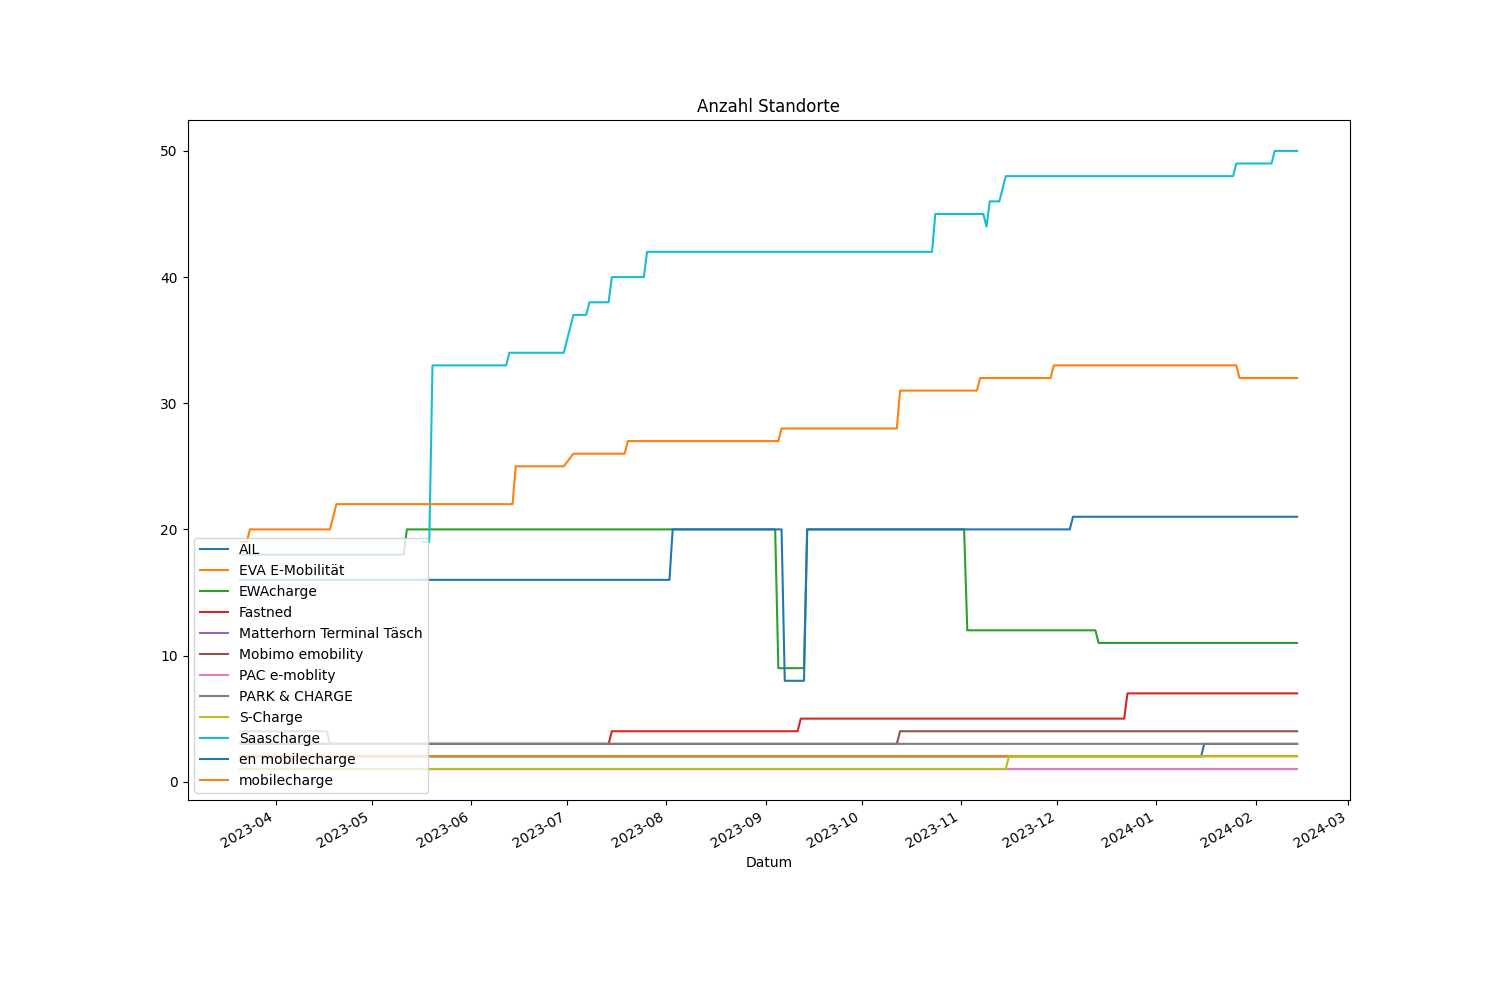 Anzahl Standorte
50
40
30
20
10
0
AIL
EVA E-Mobilität
EWAcharge
Fastned
Matterhorn Terminal Täsch
Mobimo emobility
PAC e-moblity
PARK & CHARGE
S-Charge
Saascharge
en mobilecharge
mobilecharge
2023-04
2023-05
2023-06
2023-07
2023-08
2023-09
2023-10
2023-11
2023-12
2024-01
2024-02
2024-03
Datum